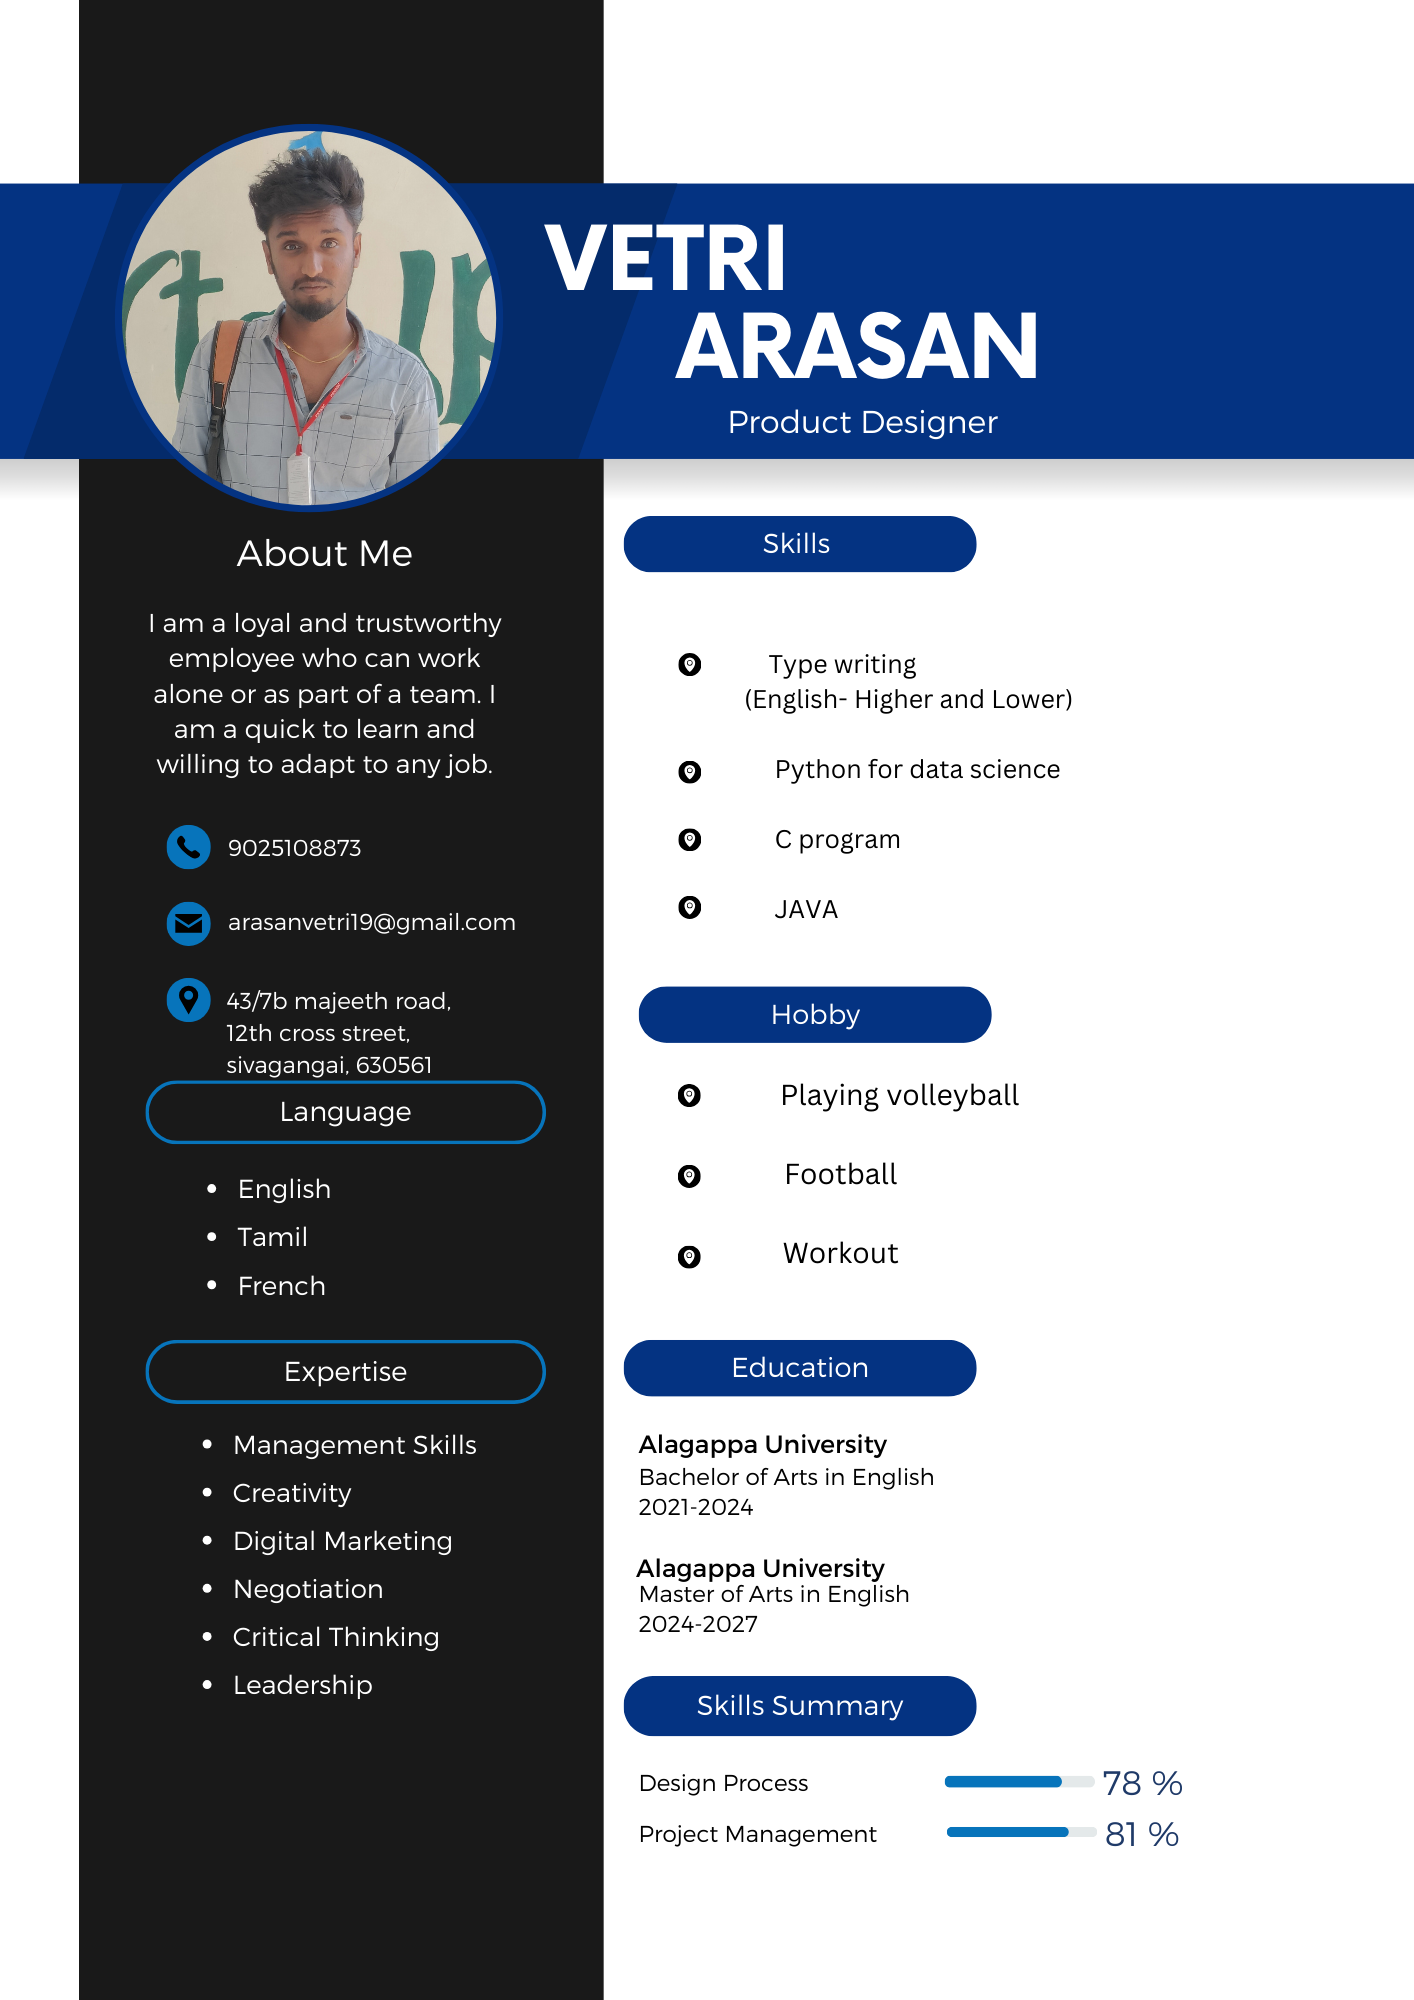 VETRI
ARASAN
Product Designer
About Me
I am a loyal and trustworthy
employee who can work
alone or as part of a team. I
am a quick to learn and
willing to adapt to any job.
9025108873
arasanvetri19@gmail.com
43/7b majeeth road,
12th cross street,
sivagangai, 630561
Language
English
Tamil
French
Expertise
Management Skills
Creativity
Digital Marketing
Negotiation
Critical Thinking
Leadership
Skills
Type writing
(English- Higher and Lower)
Python for data science
C program
JAVA
Hobby
Playing volleyball
Football
Workout
Education
Alagappa University
Bachelor of Arts in English
2021-2024
Alagappa University
Master of Arts in English
2024-2027
Skills Summary
Design Process 78 %
Project Management 81 %